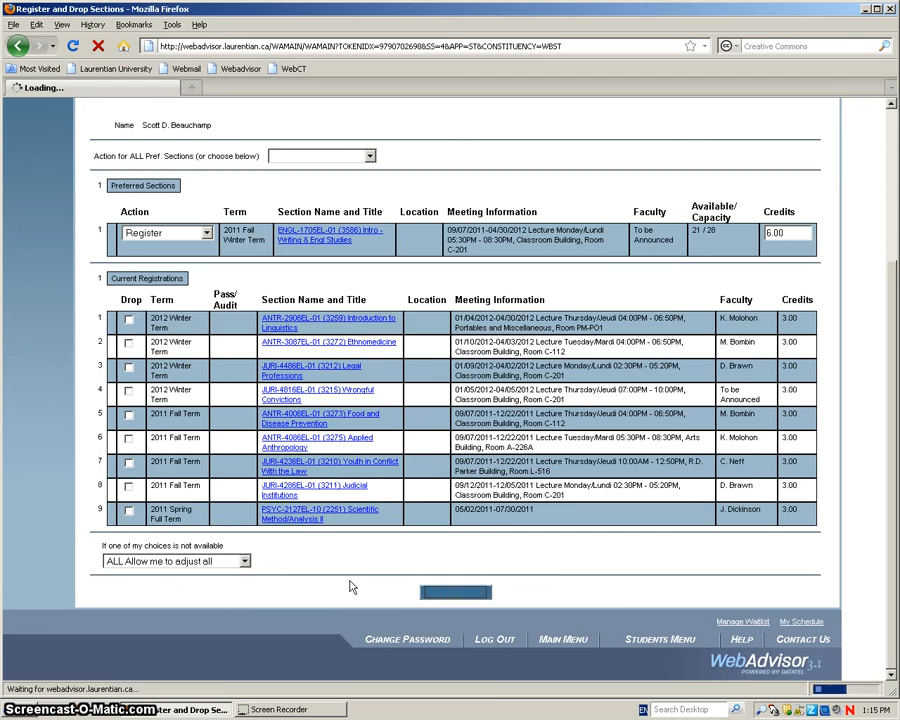 Register and Drop Sections - Mozilla Firefox
File Edit View History Bookmarks Tools Help
http://webadvisor.laurentian.ca/WAMAIN/WAMAIN?TOKENIDX=9790702698&SS=4&APP=ST&CONSTITUENCY=WBST
cc Creative Commons
Most Visited Laurentian University Webmail Webadvisor WebCT
Loading...
Name Scott D. Beauchamp
Action for ALL Pref. Sections (or choose below)
1 Preferred Sections
Action Term Section Name and Title Location Meeting Information Faculty Available/ Capacity Credits
1 Register 2011 Fall Winter Term ENGL-1705EL-01 (3586) Intro - Writing & Engl Studies 09/07/2011-04/30/2012 Lecture Monday/Lundi 05:30PM - 08:30PM, Classroom Building, Room C-201 To be Announced 21 / 28 6.00
1 Current Registrations
Drop Term Pass/ Audit Section Name and Title Location Meeting Information Faculty Credits
1 2012 Winter Term ANTR-2906EL-01 (3259) Introduction to Linguistics 01/04/2012-04/30/2012 Lecture Thursday/Jeudi 04:00PM - 06:50PM, Portables and Miscellaneous, Room PM-PO1 K. Molohon 3.00
2 2012 Winter Term ANTR-3087EL-01 (3272) Ethnomedicine 01/10/2012-04/03/2012 Lecture Tuesday/Mardi 04:00PM - 06:50PM, Classroom Building, Room C-112 M. Bombin 3.00
3 2012 Winter Term JURI-4486EL-01 (3212) Legal Professions 01/09/2012-04/02/2012 Lecture Monday/Lundi 02:30PM - 05:20PM, Classroom Building, Room C-201 D. Brawn 3.00
4 2012 Winter Term JURI-4816EL-01 (3215) Wrongful Convictions 01/05/2012-04/05/2012 Lecture Thursday/Jeudi 07:00PM - 10:00PM, Classroom Building, Room C-201 To be Announced 3.00
5 2011 Fall Term ANTR-4006EL-01 (3273) Food and Disease Prevention 09/07/2011-12/22/2011 Lecture Thursday/Jeudi 04:00PM - 06:50PM, Classroom Building, Room C-112 M. Bombin 3.00
6 2011 Fall Term ANTR-4086EL-01 (3275) Applied Anthropology 09/07/2011-12/22/2011 Lecture Tuesday/Mardi 05:30PM - 08:30PM, Arts Building, Room A-226A K. Molohon 3.00
7 2011 Fall Term JURI-4236EL-01 (3210) Youth in Conflict With the Law 09/07/2011-12/22/2011 Lecture Thursday/Jeudi 10:00AM - 12:50PM, R.D. Parker Building, Room L-516 C. Neff 3.00
8 2011 Fall Term JURI-4286EL-01 (3211) Judicial Institutions 09/12/2011-12/05/2011 Lecture Monday/Lundi 02:30PM - 05:20PM, Classroom Building, Room C-201 D. Brawn 3.00
9 2011 Spring Full Term PSYC-2127EL-10 (2251) Scientific Method/Analysis II 05/02/2011-07/30/2011 J. Dickinson 3.00
If one of my choices is not available
ALL Allow me to adjust all
Manage Waitlist My Schedule
CHANGE PASSWORD LOG OUT MAIN MENU STUDENTS MENU HELP CONTACT US
WebAdvisor 3.1
POWERED BY DATATEL
Waiting for webadvisor.laurentian.ca...
Screencast-O-Matic.com
egister and Drop Se... Screen Recorder EN Search Desktop 1:15 PM